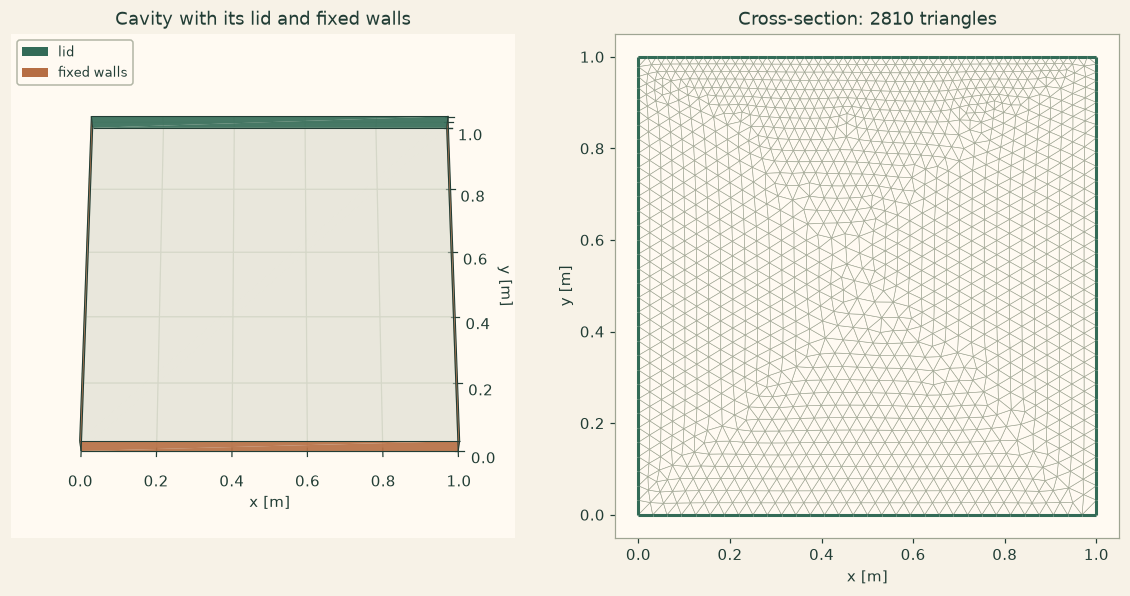 Cavity with its lid and fixed walls
lid
fixed walls
1.0
0.8
0.6
0.4
0.2
0.0
y [m]
0.0 0.2 0.4 0.6 0.8 1.0
x [m]
Cross-section: 2810 triangles
1.0
0.8
0.6
0.4
0.2
0.0
y [m]
0.0 0.2 0.4 0.6 0.8 1.0
x [m]